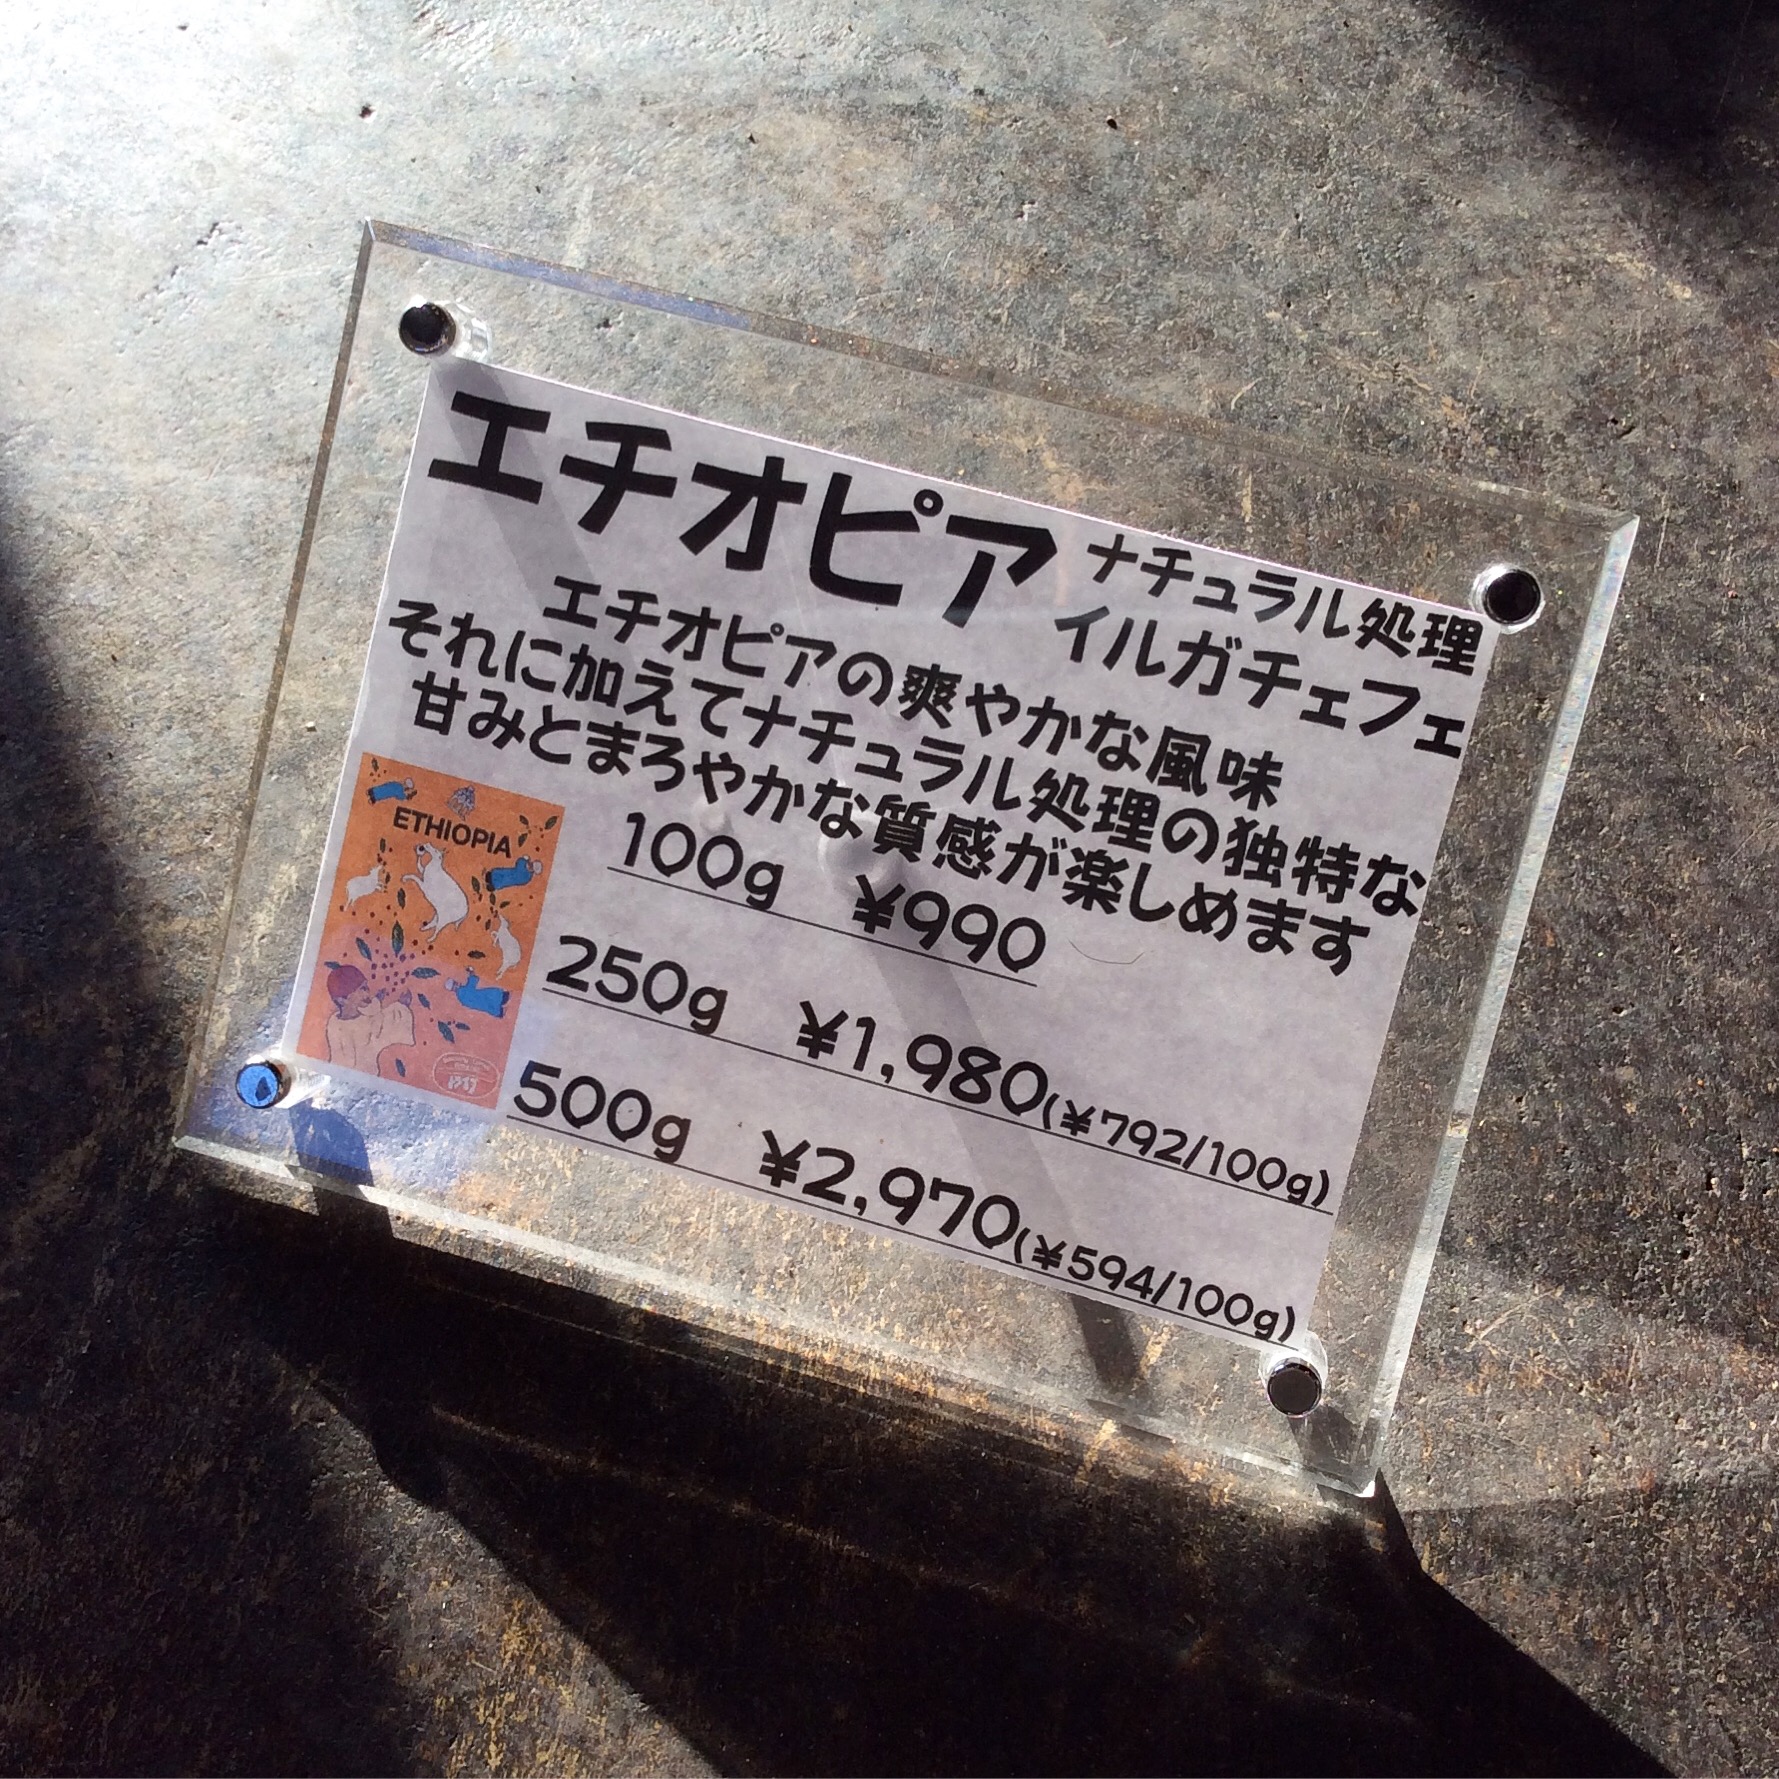 エチオピア
ナチュラル処理
イルガチェフェ
エチオピアの爽やかな風味
それに加えてナチュラル処理の独特な
甘みとまろやかな質感が楽しめます
ETHIOPIA
100g ¥990
250g ¥1,980(¥792/100g)
500g ¥2,970(¥594/100g)